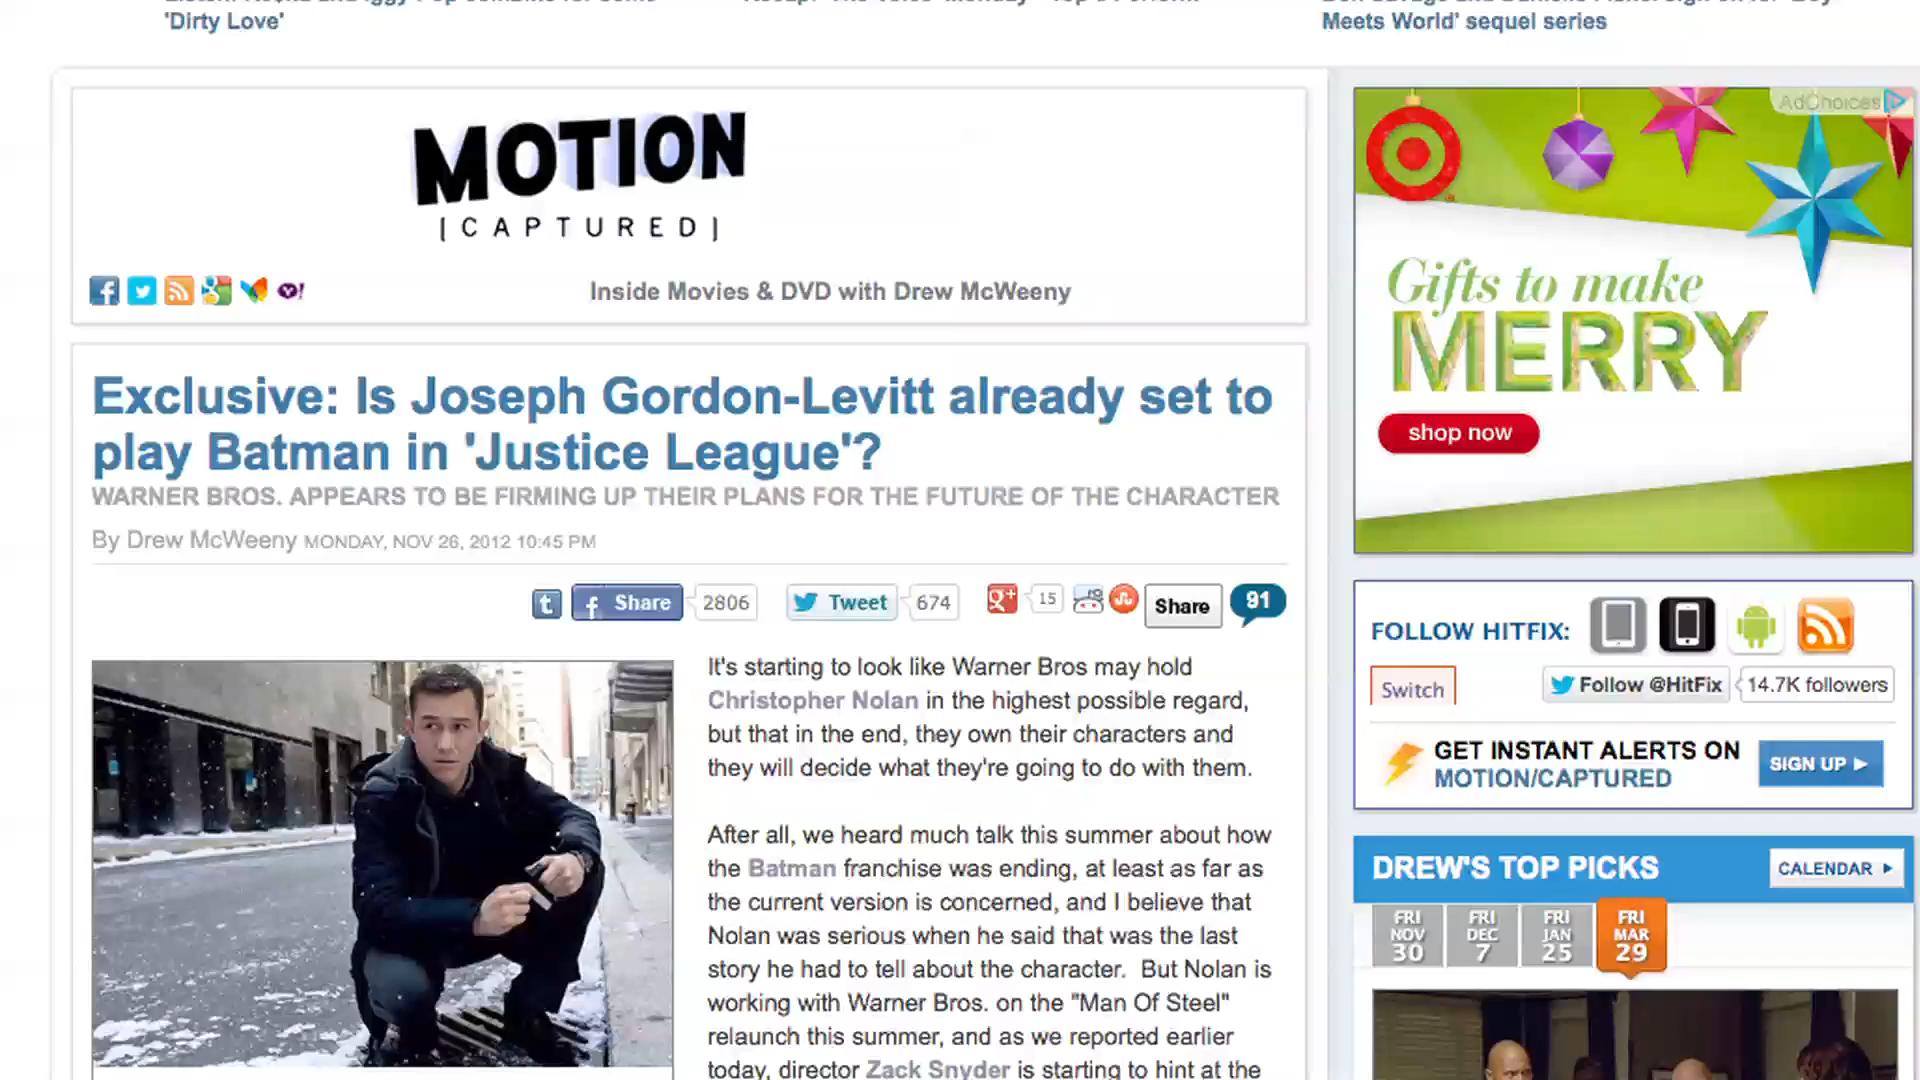 'Dirty Love'
Meets World' sequel series
MOTION
[CAPTURED]
Inside Movies & DVD with Drew McWeeny
Exclusive: Is Joseph Gordon-Levitt already set to
play Batman in 'Justice League'?
WARNER BROS. APPEARS TO BE FIRMING UP THEIR PLANS FOR THE FUTURE OF THE CHARACTER
By Drew McWeeny MONDAY, NOV 26, 2012 10:45 PM
t f Share 2806 Tweet 674 g+ 15 Share 91
It's starting to look like Warner Bros may hold
Christopher Nolan in the highest possible regard,
but that in the end, they own their characters and
they will decide what they're going to do with them.
After all, we heard much talk this summer about how
the Batman franchise was ending, at least as far as
the current version is concerned, and I believe that
Nolan was serious when he said that was the last
story he had to tell about the character. But Nolan is
working with Warner Bros. on the "Man Of Steel"
relaunch this summer, and as we reported earlier
today, director Zack Snyder is starting to hint at the
AdChoices
Gifts to make
MERRY
shop now
FOLLOW HITFIX:
Switch
Follow @HitFix 14.7K followers
GET INSTANT ALERTS ON
MOTION/CAPTURED
SIGN UP
DREW'S TOP PICKS
CALENDAR
FRI FRI FRI FRI
NOV DEC JAN MAR
30 7 25 29